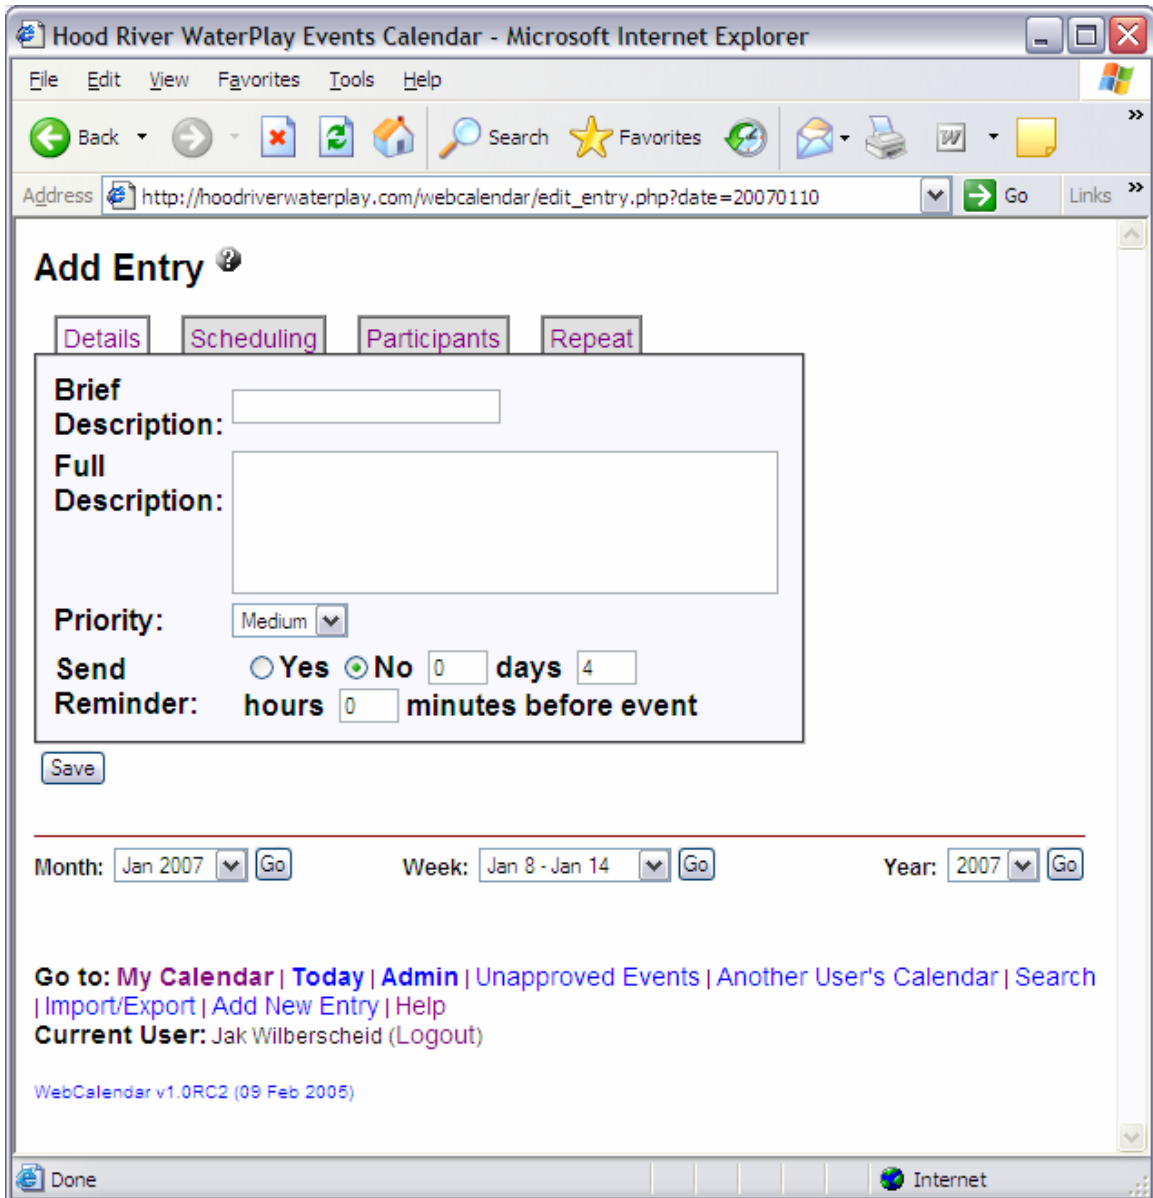 Hood River WaterPlay Events Calendar - Microsoft Internet Explorer
File Edit View Favorites Tools Help
Back Search Favorites W »
Address http://hoodriverwaterplay.com/webcalendar/edit_entry.php?date=20070110 Go Links »
Add Entry ?
Details Scheduling Participants Repeat
Brief
Description:
Full
Description:
Priority: Medium
Send Yes No 0 days 4
Reminder: hours 0 minutes before event
Save
Month: Jan 2007 Go Week: Jan 8 - Jan 14 Go Year: 2007 Go
Go to: My Calendar | Today | Admin | Unapproved Events | Another User's Calendar | Search
| Import/Export | Add New Entry | Help
Current User: Jak Wilberscheid (Logout)
WebCalendar v1.0RC2 (09 Feb 2005)
Done Internet